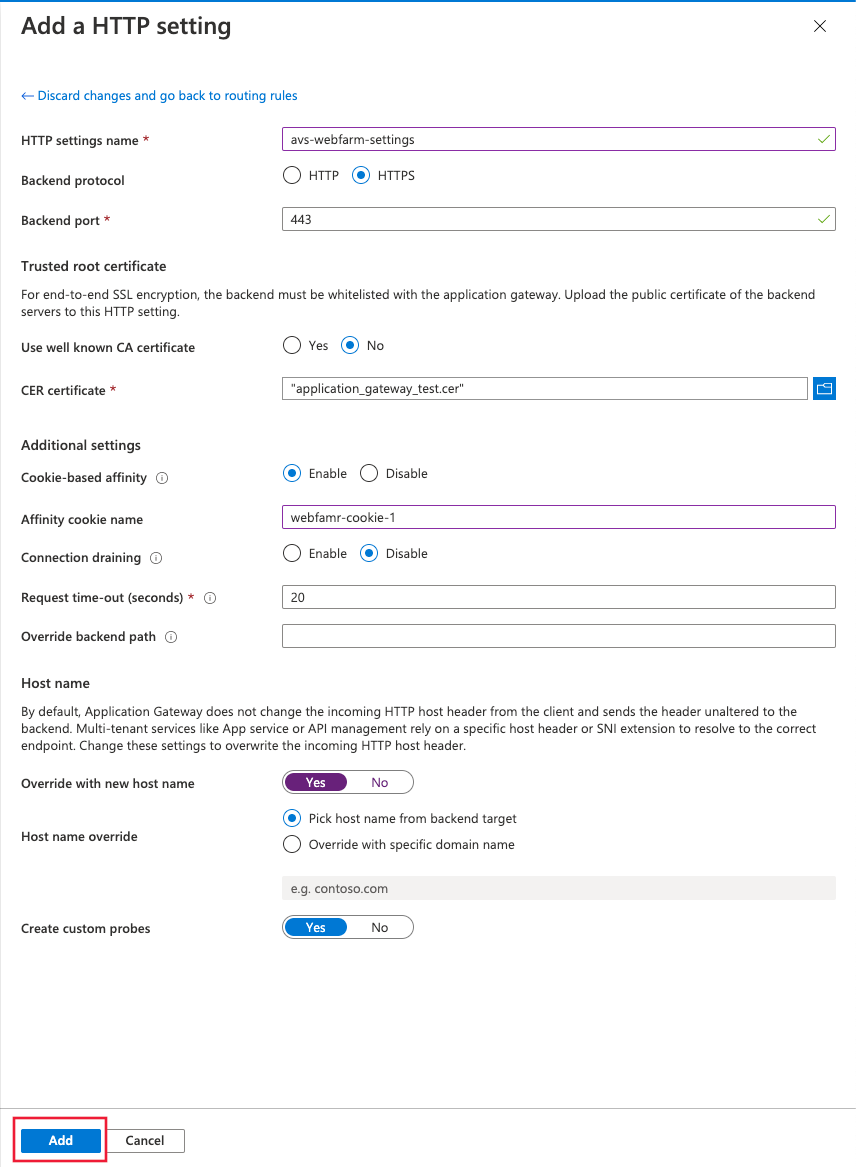 Add a HTTP setting
← Discard changes and go back to routing rules
HTTP settings name *
avs-webfarm-settings
Backend protocol
HTTP HTTPS
Backend port *
443
Trusted root certificate
For end-to-end SSL encryption, the backend must be whitelisted with the application gateway. Upload the public certificate of the backend
servers to this HTTP setting.
Use well known CA certificate
Yes No
CER certificate *
"application_gateway_test.cer"
Additional settings
Cookie-based affinity
Enable Disable
Affinity cookie name
webfamr-cookie-1
Connection draining
Enable Disable
Request time-out (seconds) *
20
Override backend path
Host name
By default, Application Gateway does not change the incoming HTTP host header from the client and sends the header unaltered to the
backend. Multi-tenant services like App service or API management rely on a specific host header or SNI extension to resolve to the correct
endpoint. Change these settings to overwrite the incoming HTTP host header.
Override with new host name
Yes No
Host name override
Pick host name from backend target
Override with specific domain name
e.g. contoso.com
Create custom probes
Yes No
Add Cancel